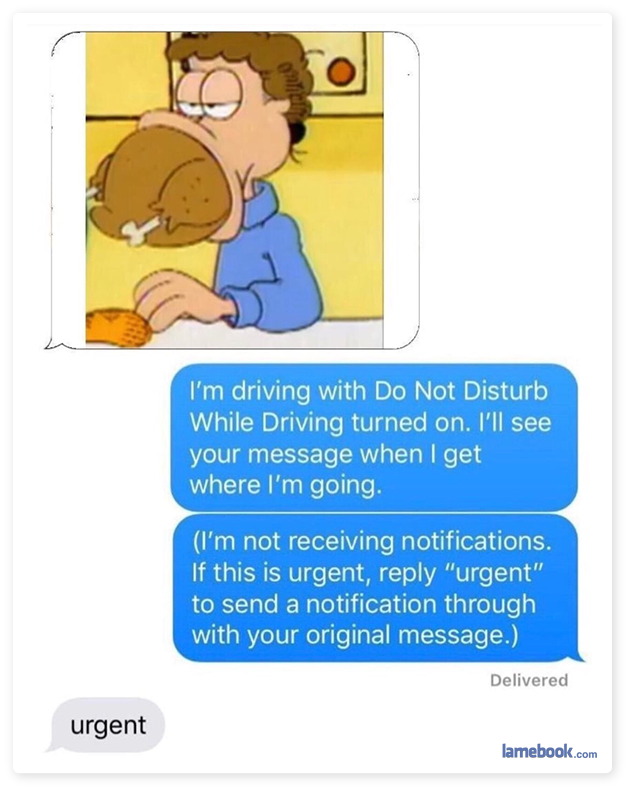 I’m driving with Do Not Disturb
While Driving turned on. I’ll see
your message when I get
where I’m going.
(I’m not receiving notifications.
If this is urgent, reply “urgent”
to send a notification through
with your original message.)
Delivered
urgent
lamebook.com